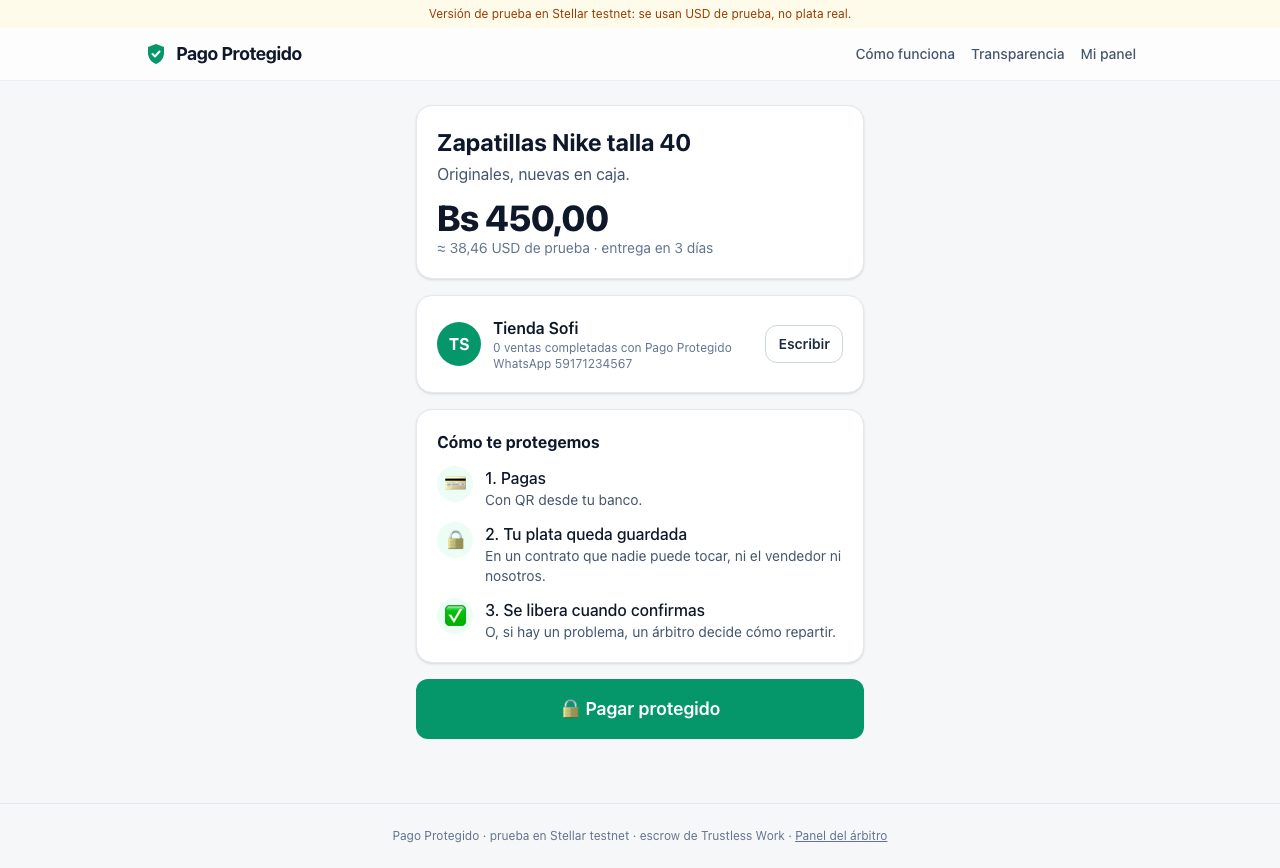 Versión de prueba en Stellar testnet: se usan USD de prueba, no plata real.
Pago Protegido
Cómo funciona
Transparencia
Mi panel
Zapatillas Nike talla 40
Originales, nuevas en caja.
Bs 450,00
≈ 38,46 USD de prueba · entrega en 3 días
TS
Tienda Sofi
0 ventas completadas con Pago Protegido
WhatsApp 59171234567
Escribir
Cómo te protegemos
1. Pagas
Con QR desde tu banco.
2. Tu plata queda guardada
En un contrato que nadie puede tocar, ni el vendedor ni
nosotros.
3. Se libera cuando confirmas
O, si hay un problema, un árbitro decide cómo repartir.
Pagar protegido
Pago Protegido · prueba en Stellar testnet · escrow de Trustless Work · Panel del árbitro